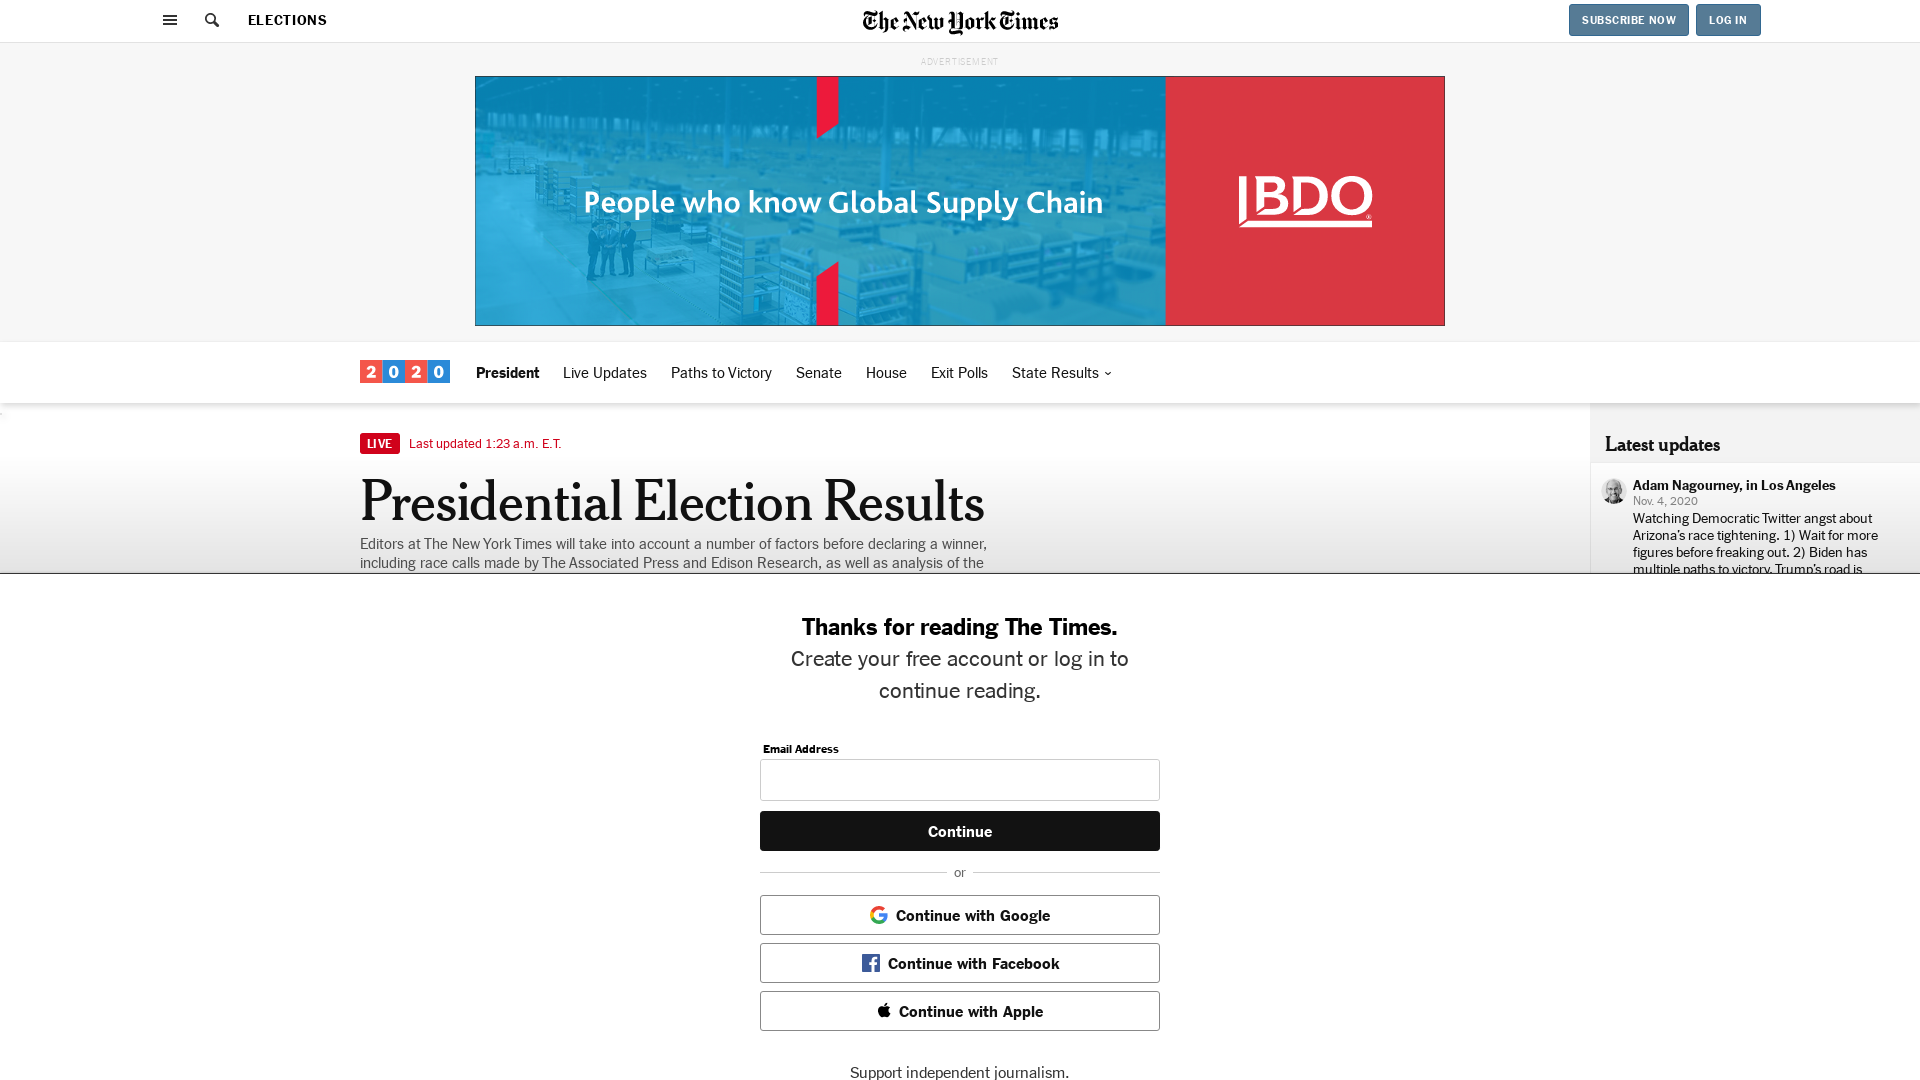 ELECTIONS
The New York Times
SUBSCRIBE NOW
LOG IN
ADVERTISEMENT
People who know Global Supply Chain
BDO®
2020
President
Live Updates
Paths to Victory
Senate
House
Exit Polls
State Results
LIVE Last updated 1:23 a.m. E.T.
Presidential Election Results
Editors at The New York Times will take into account a number of factors before declaring a winner,
including race calls made by The Associated Press and Edison Research, as well as analysis of the
Latest updates
Adam Nagourney, in Los Angeles
Nov. 4, 2020
Watching Democratic Twitter angst about
Arizona’s race tightening. 1) Wait for more
figures before freaking out. 2) Biden has
multiple paths to victory. Trump’s road is
Thanks for reading The Times.
Create your free account or log in to
continue reading.
Email Address
Continue
or
Continue with Google
Continue with Facebook
Continue with Apple
Support independent journalism.